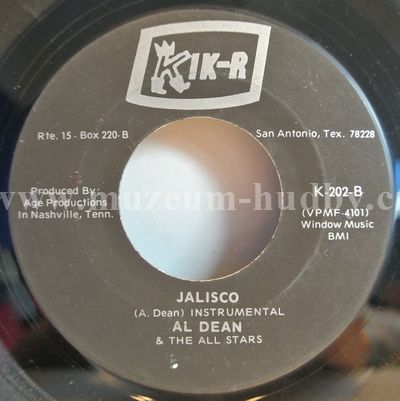 KIK-R
Rte. 15 - Box 220-B
San Antonio, Tex. 78228
Produced By:
Age Productions
In Nashville, Tenn.
K-202-B
(VPMF-4101)
Window Music
BMI
www.muzeum-hudby.c
JALISCO
(A. Dean) INSTRUMENTAL
AL DEAN
& THE ALL STARS